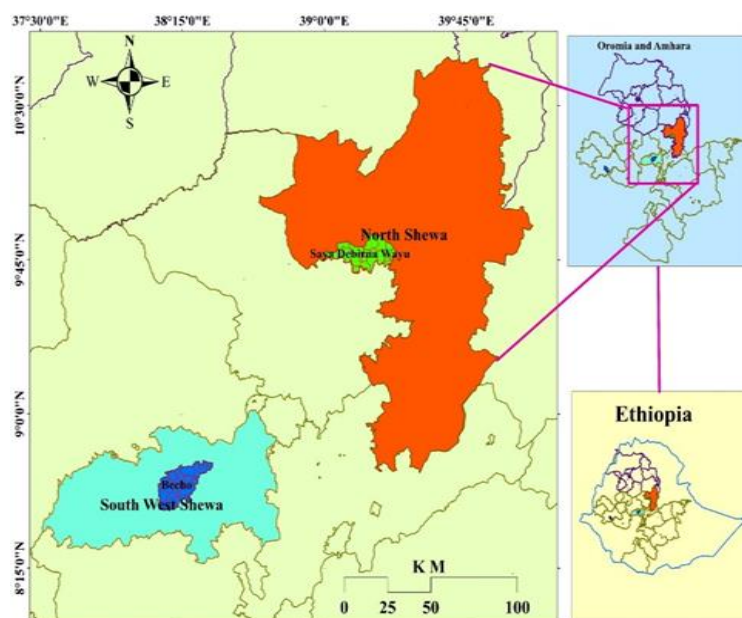 37°30'0"E 38°15'0"E 39°0'0"E 39°45'0"E
N
W E
S
10°30'0"N
9°45'0"N
9°0'0"N
8°15'0"N
North Shewa
Saya Debirna Wayu
Becho
South West Shewa
K M
0 25 50 100
Oromia and Amhara
Ethiopia